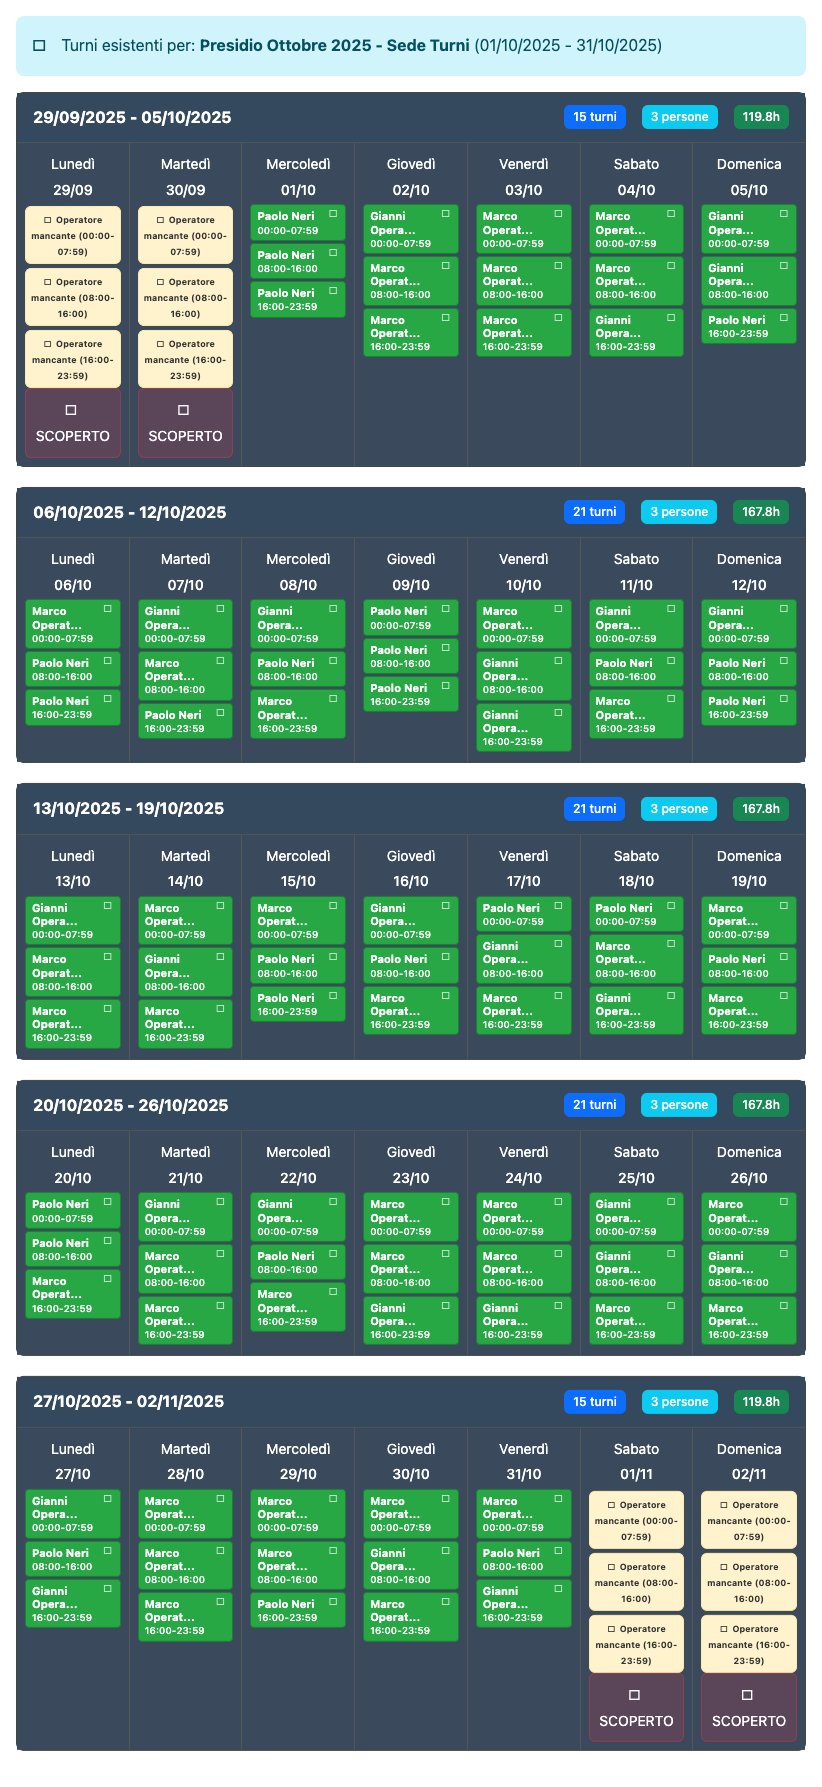 Turni esistenti per: Presidio Ottobre 2025 - Sede Turni (01/10/2025 - 31/10/2025)
29/09/2025 - 05/10/2025
15 turni
3 persone
119.8h
Lunedì
29/09
Operatore
mancante (00:00-
07:59)
Operatore
mancante (08:00-
16:00)
Operatore
mancante (16:00-
23:59)
SCOPERTO
Martedì
30/09
Operatore
mancante (00:00-
07:59)
Operatore
mancante (08:00-
16:00)
Operatore
mancante (16:00-
23:59)
SCOPERTO
Mercoledì
01/10
Paolo Neri
00:00-07:59
Paolo Neri
08:00-16:00
Paolo Neri
16:00-23:59
Giovedì
02/10
Gianni
Opera...
00:00-07:59
Marco
Operat...
08:00-16:00
Marco
Operat...
16:00-23:59
Venerdì
03/10
Marco
Operat...
00:00-07:59
Marco
Operat...
08:00-16:00
Marco
Operat...
16:00-23:59
Sabato
04/10
Marco
Operat...
00:00-07:59
Marco
Operat...
08:00-16:00
Gianni
Opera...
16:00-23:59
Domenica
05/10
Gianni
Opera...
00:00-07:59
Gianni
Opera...
08:00-16:00
Paolo Neri
16:00-23:59
06/10/2025 - 12/10/2025
21 turni
3 persone
167.8h
Lunedì
06/10
Marco
Operat...
00:00-07:59
Paolo Neri
08:00-16:00
Paolo Neri
16:00-23:59
Martedì
07/10
Gianni
Opera...
00:00-07:59
Marco
Operat...
08:00-16:00
Paolo Neri
16:00-23:59
Mercoledì
08/10
Gianni
Opera...
00:00-07:59
Paolo Neri
08:00-16:00
Marco
Operat...
16:00-23:59
Giovedì
09/10
Paolo Neri
00:00-07:59
Paolo Neri
08:00-16:00
Paolo Neri
16:00-23:59
Venerdì
10/10
Marco
Operat...
00:00-07:59
Gianni
Opera...
08:00-16:00
Gianni
Opera...
16:00-23:59
Sabato
11/10
Gianni
Opera...
00:00-07:59
Paolo Neri
08:00-16:00
Marco
Operat...
16:00-23:59
Domenica
12/10
Gianni
Opera...
00:00-07:59
Paolo Neri
08:00-16:00
Paolo Neri
16:00-23:59
13/10/2025 - 19/10/2025
21 turni
3 persone
167.8h
Lunedì
13/10
Gianni
Opera...
00:00-07:59
Marco
Operat...
08:00-16:00
Marco
Operat...
16:00-23:59
Martedì
14/10
Marco
Operat...
00:00-07:59
Gianni
Opera...
08:00-16:00
Marco
Operat...
16:00-23:59
Mercoledì
15/10
Marco
Operat...
00:00-07:59
Paolo Neri
08:00-16:00
Paolo Neri
16:00-23:59
Giovedì
16/10
Gianni
Opera...
00:00-07:59
Paolo Neri
08:00-16:00
Marco
Operat...
16:00-23:59
Venerdì
17/10
Paolo Neri
00:00-07:59
Gianni
Opera...
08:00-16:00
Marco
Operat...
16:00-23:59
Sabato
18/10
Paolo Neri
00:00-07:59
Marco
Operat...
08:00-16:00
Gianni
Opera...
16:00-23:59
Domenica
19/10
Marco
Operat...
00:00-07:59
Paolo Neri
08:00-16:00
Marco
Operat...
16:00-23:59
20/10/2025 - 26/10/2025
21 turni
3 persone
167.8h
Lunedì
20/10
Paolo Neri
00:00-07:59
Paolo Neri
08:00-16:00
Marco
Operat...
16:00-23:59
Martedì
21/10
Gianni
Opera...
00:00-07:59
Marco
Operat...
08:00-16:00
Marco
Operat...
16:00-23:59
Mercoledì
22/10
Gianni
Opera...
00:00-07:59
Paolo Neri
08:00-16:00
Marco
Operat...
16:00-23:59
Giovedì
23/10
Marco
Operat...
00:00-07:59
Marco
Operat...
08:00-16:00
Gianni
Opera...
16:00-23:59
Venerdì
24/10
Marco
Operat...
00:00-07:59
Marco
Operat...
08:00-16:00
Gianni
Opera...
16:00-23:59
Sabato
25/10
Gianni
Opera...
00:00-07:59
Gianni
Opera...
08:00-16:00
Marco
Operat...
16:00-23:59
Domenica
26/10
Marco
Operat...
00:00-07:59
Gianni
Opera...
08:00-16:00
Marco
Operat...
16:00-23:59
27/10/2025 - 02/11/2025
15 turni
3 persone
119.8h
Lunedì
27/10
Gianni
Opera...
00:00-07:59
Paolo Neri
08:00-16:00
Gianni
Opera...
16:00-23:59
Martedì
28/10
Marco
Operat...
00:00-07:59
Marco
Operat...
08:00-16:00
Marco
Operat...
16:00-23:59
Mercoledì
29/10
Marco
Operat...
00:00-07:59
Marco
Operat...
08:00-16:00
Paolo Neri
16:00-23:59
Giovedì
30/10
Marco
Operat...
00:00-07:59
Gianni
Opera...
08:00-16:00
Marco
Operat...
16:00-23:59
Venerdì
31/10
Marco
Operat...
00:00-07:59
Paolo Neri
08:00-16:00
Gianni
Opera...
16:00-23:59
Sabato
01/11
Operatore
mancante (00:00-
07:59)
Operatore
mancante (08:00-
16:00)
Operatore
mancante (16:00-
23:59)
SCOPERTO
Domenica
02/11
Operatore
mancante (00:00-
07:59)
Operatore
mancante (08:00-
16:00)
Operatore
mancante (16:00-
23:59)
SCOPERTO